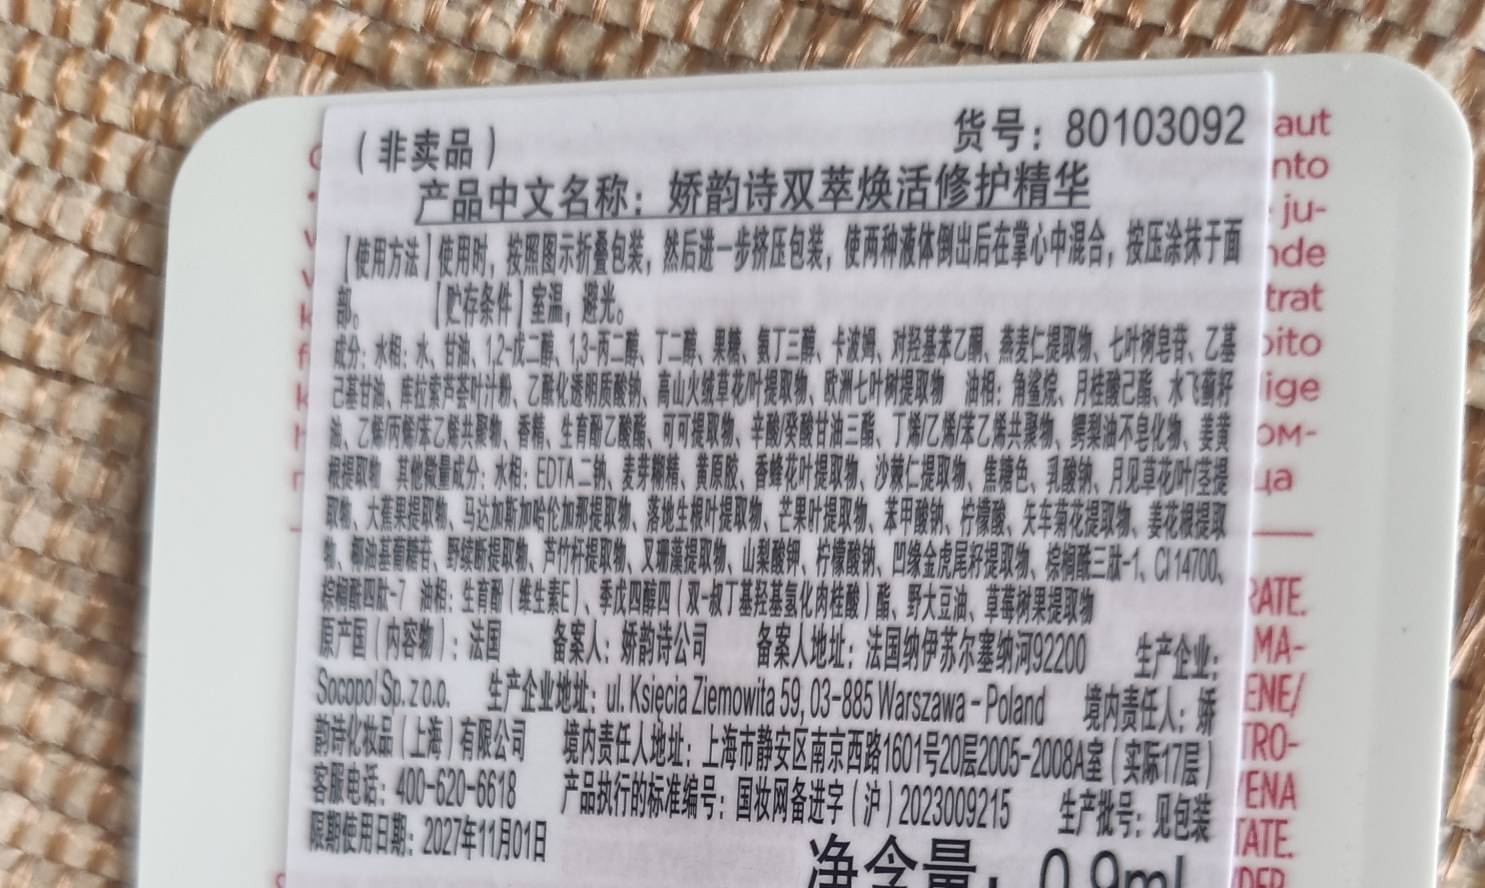 （非卖品）
货号：80103092
产品中文名称：娇韵诗双萃焕活修护精华
【使用方法】使用时，按照图示折叠包装，然后进一步挤压包装，使两种液体倒出后在掌心中混合，按压涂抹于面
部。 【贮存条件】室温，避光。
成分：水相：水、甘油、1,2-戊二醇、1,3-丙二醇、丁二醇、果糖、氨丁三醇、卡波姆、对羟基苯乙酮、燕麦仁提取物、七叶树皂苷、乙基
己基甘油、库拉索芦荟叶汁粉、乙酰化透明质酸钠、高山火绒草花/叶提取物、欧洲七叶树提取物 油相：角鲨烷、月桂酸己酯、水飞蓟籽
油、乙烯/丙烯/苯乙烯共聚物、香精、生育酚乙酸酯、可可提取物、辛酸/癸酸甘油三酯、丁烯/乙烯/苯乙烯共聚物、鳄梨油不皂化物、姜黄
根提取物 其他微量成分：水相：EDTA 二钠、麦芽糊精、黄原胶、香蜂花叶提取物、沙棘仁提取物、焦糖色、乳酸钠、月见草花/叶/茎提
取物、大蕉果提取物、马达加斯加哈伦加那提取物、落地生根叶提取物、芒果叶提取物、苯甲酸钠、柠檬酸、矢车菊花提取物、姜花根提取
物、椰油基葡糖苷、野续断提取物、芦竹秆提取物、叉珊藻提取物、山梨酸钾、柠檬酸钠、凹缘金虎尾籽提取物、棕榈酰三肽-1、CI 14700、
棕榈酰四肽-7 油相：生育酚（维生素E）、季戊四醇四（双-叔丁基羟基氢化肉桂酸）酯、野大豆油、草莓树果提取物
原产国（内容物）：法国 备案人：娇韵诗公司 备案人地址：法国纳伊苏尔塞纳河92200 生产企业：
Socopol Sp. z o.o. 生产企业地址：ul. Księcia Ziemowita 59, 03-885 Warszawa - Poland 境内责任人：娇
韵诗化妆品（上海）有限公司 境内责任人地址：上海市静安区南京西路1601号20层2005-2008A室（实际17层）
客服电话：400-620-6618 产品执行的标准编号：国妆网备进字（沪）2023009215 生产批号：见包装
限期使用日期：2027年11月01日
净含量：0.9ml
aut
nto
ju-
nde
trat
ito
ige
OM-
RATE.
MA-
ENE/
TRO-
VENA
TATE.